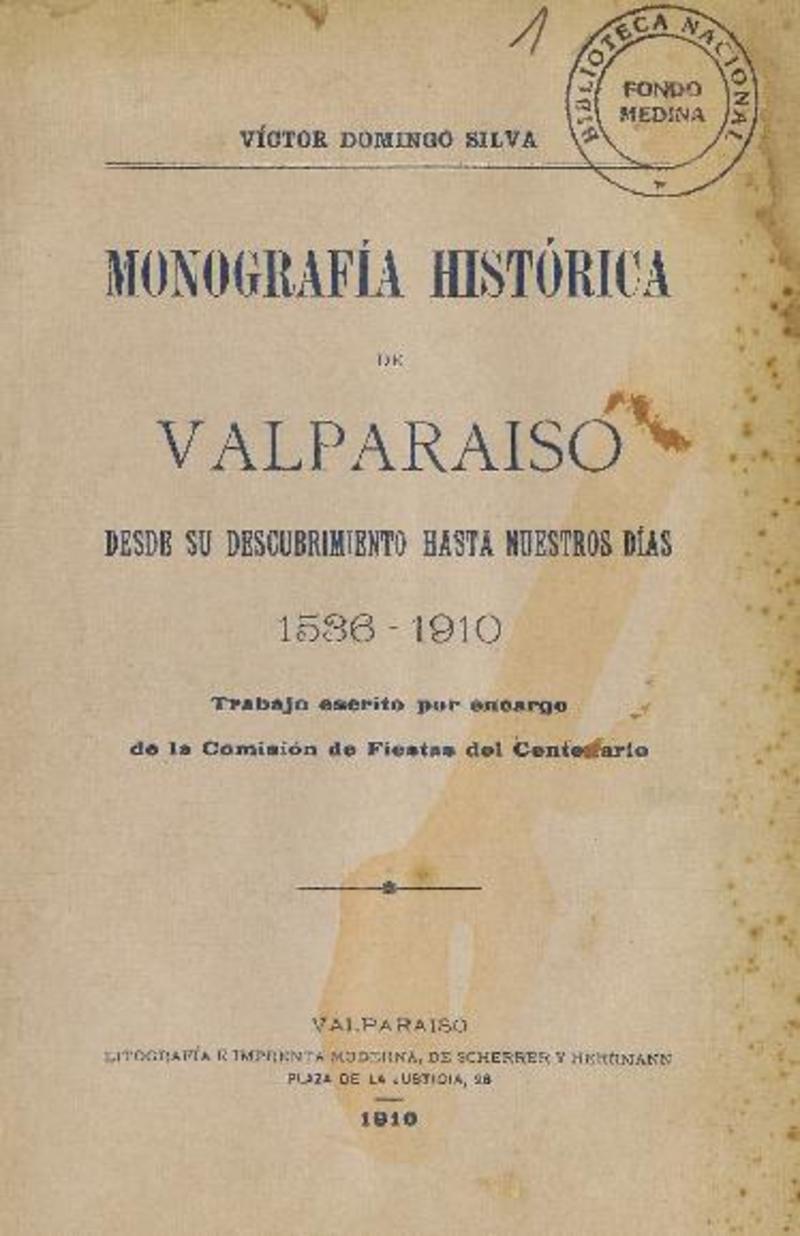 1
BIBLIOTECA NACIONAL
FONDO
MEDINA
VÍCTOR DOMINGO SILVA
MONOGRAFÍA HISTÓRICA
DE
VALPARAISO
DESDE SU DESCUBRIMIENTO HASTA NUESTROS DÍAS
1536 - 1910
Trabajo escrito por encargo
de la Comisión de Fiestas del Centenario
VALPARAISO
LITOGRAFÍA E IMPRENTA MODERNA, DE SCHERRER Y HERRMANN
PLAZA DE LA JUSTICIA, 28
1910